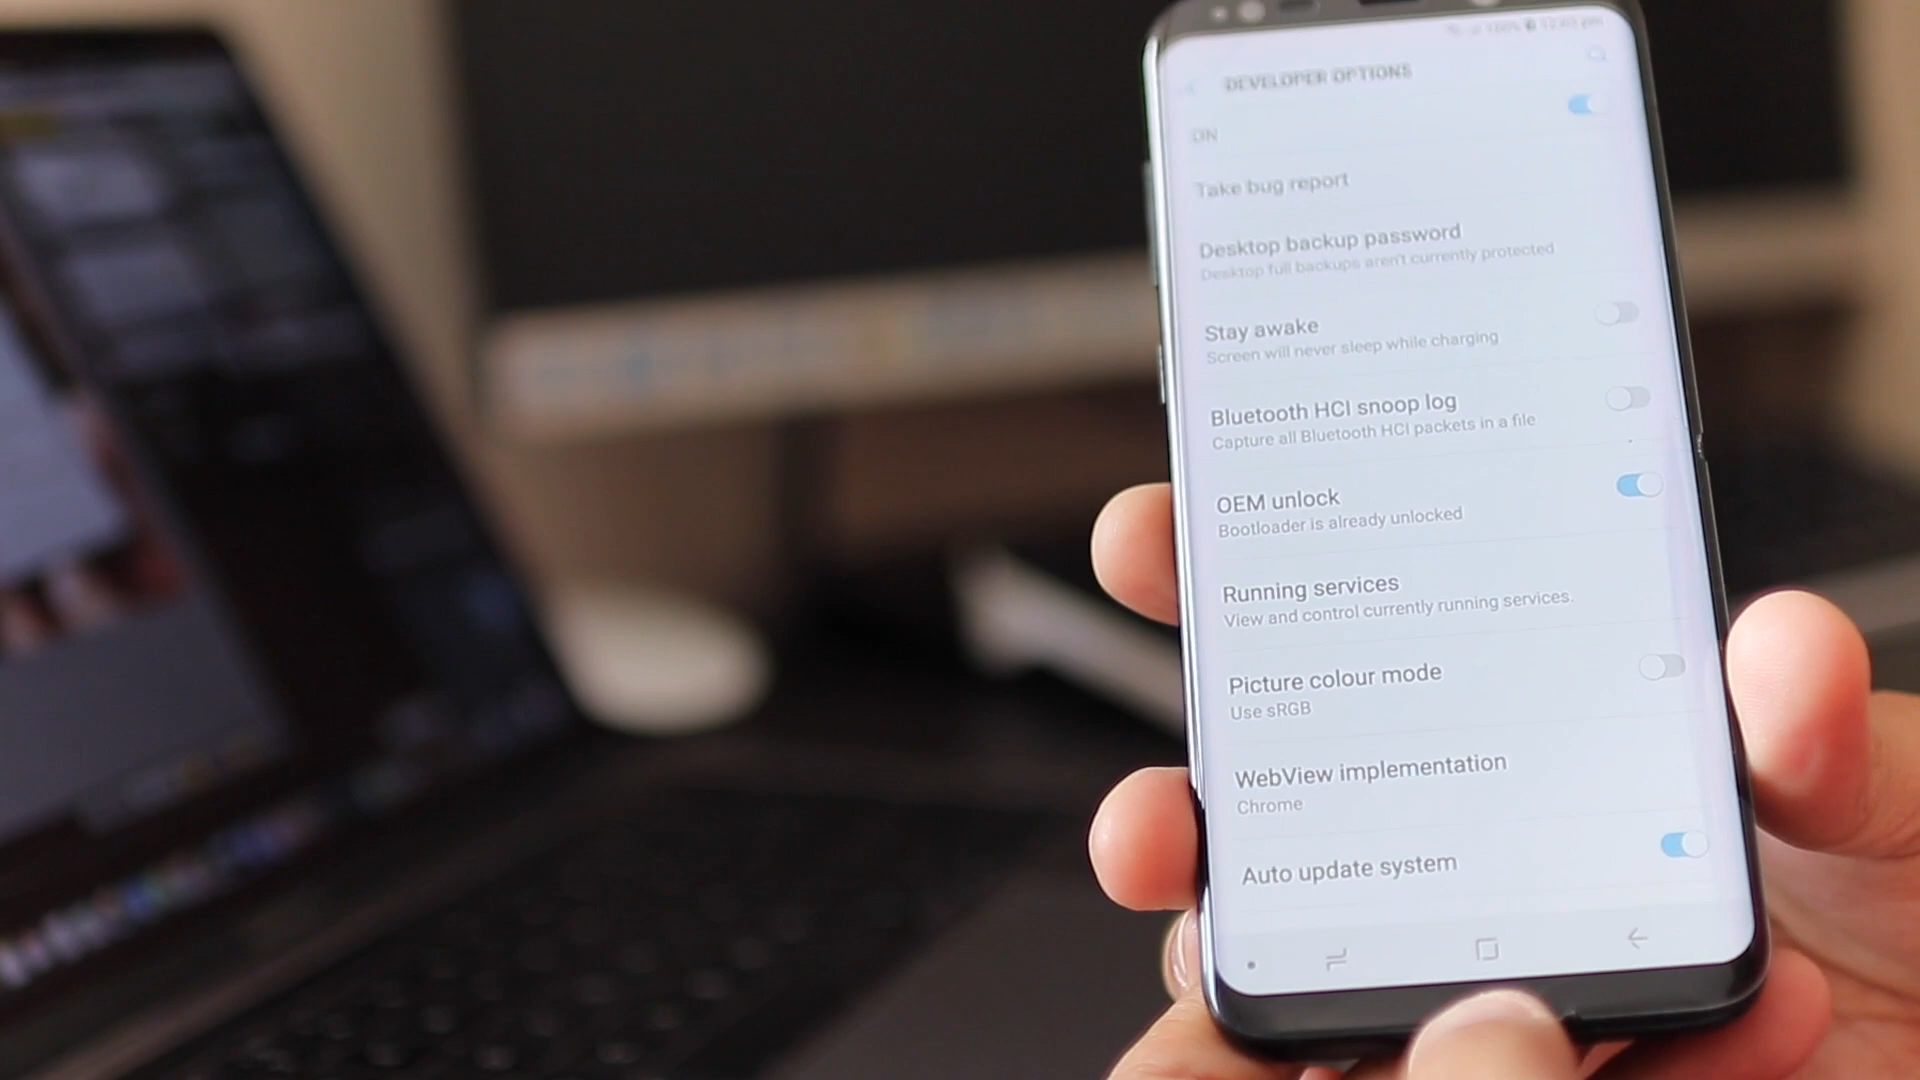 DEVELOPER OPTIONS
ON
Take bug report
Desktop backup password
Desktop full backups aren't currently protected
Stay awake
Screen will never sleep while charging
Bluetooth HCI snoop log
Capture all Bluetooth HCI packets in a file
OEM unlock
Bootloader is already unlocked
Running services
View and control currently running services.
Picture colour mode
Use sRGB
WebView implementation
Chrome
Auto update system